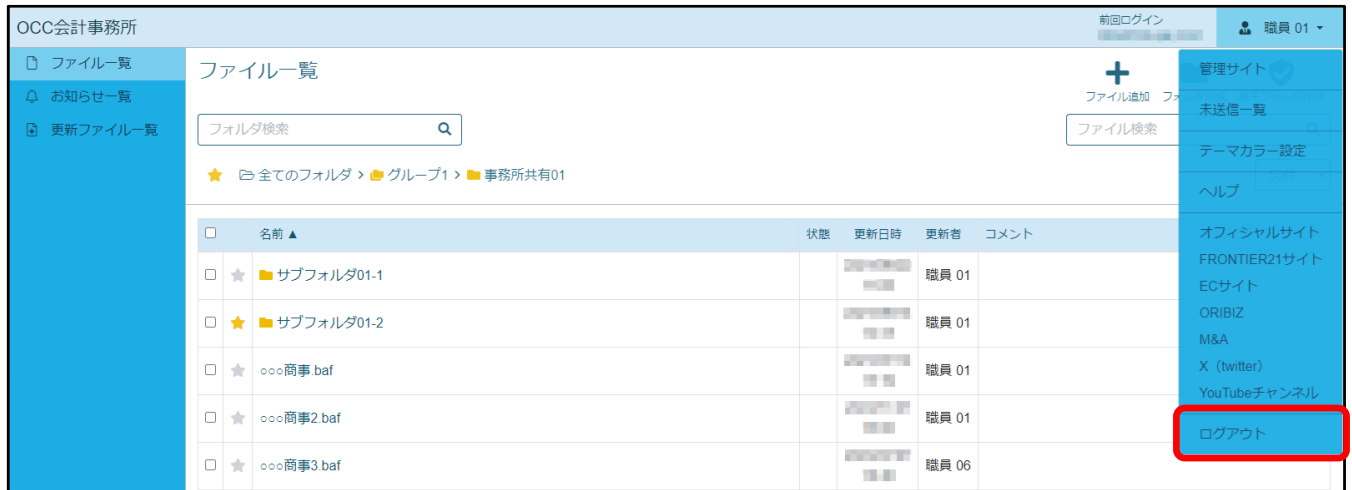 OCC会計事務所
前回ログイン
職員 01
ファイル一覧
お知らせ一覧
更新ファイル一覧
ファイル一覧
ファイル追加
フォルダ検索
ファイル検索
全てのフォルダ > グループ1 > 事務所共有01
名前▲ 状態 更新日時 更新者 コメント
サブフォルダ01-1 職員 01
サブフォルダ01-2 職員 01
○○○商事.baf 職員 01
○○○商事2.baf 職員 01
○○○商事3.baf 職員 06
管理サイト
未送信一覧
テーマカラー設定
ヘルプ
オフィシャルサイト
FRONTIER21サイト
ECサイト
ORIBIZ
M&A
X（twitter）
YouTubeチャンネル
ログアウト